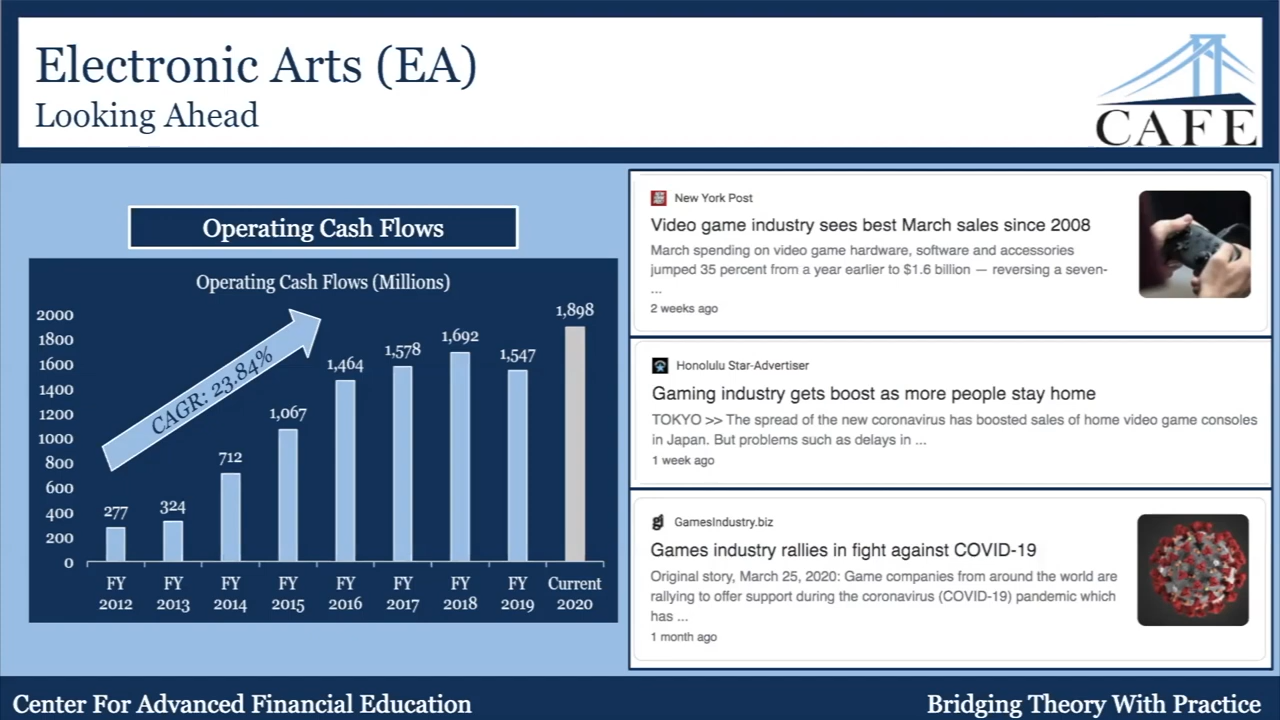 Electronic Arts (EA)
Looking Ahead
CAFE
Operating Cash Flows
Operating Cash Flows (Millions)
2000
1800
1600
1400
1200
1000
800
600
400
200
0
CAGR: 23.84%
277
324
712
1,067
1,464
1,578
1,692
1,547
1,898
FY 2012
FY 2013
FY 2014
FY 2015
FY 2016
FY 2017
FY 2018
FY 2019
Current 2020
New York Post
Video game industry sees best March sales since 2008
March spending on video game hardware, software and accessories
jumped 35 percent from a year earlier to $1.6 billion — reversing a seven-
...
2 weeks ago
Honolulu Star-Advertiser
Gaming industry gets boost as more people stay home
TOKYO >> The spread of the new coronavirus has boosted sales of home video game consoles
in Japan. But problems such as delays in ...
1 week ago
GamesIndustry.biz
Games industry rallies in fight against COVID-19
Original story, March 25, 2020: Game companies from around the world are
rallying to offer support during the coronavirus (COVID-19) pandemic which
has ...
1 month ago
Center For Advanced Financial Education
Bridging Theory With Practice